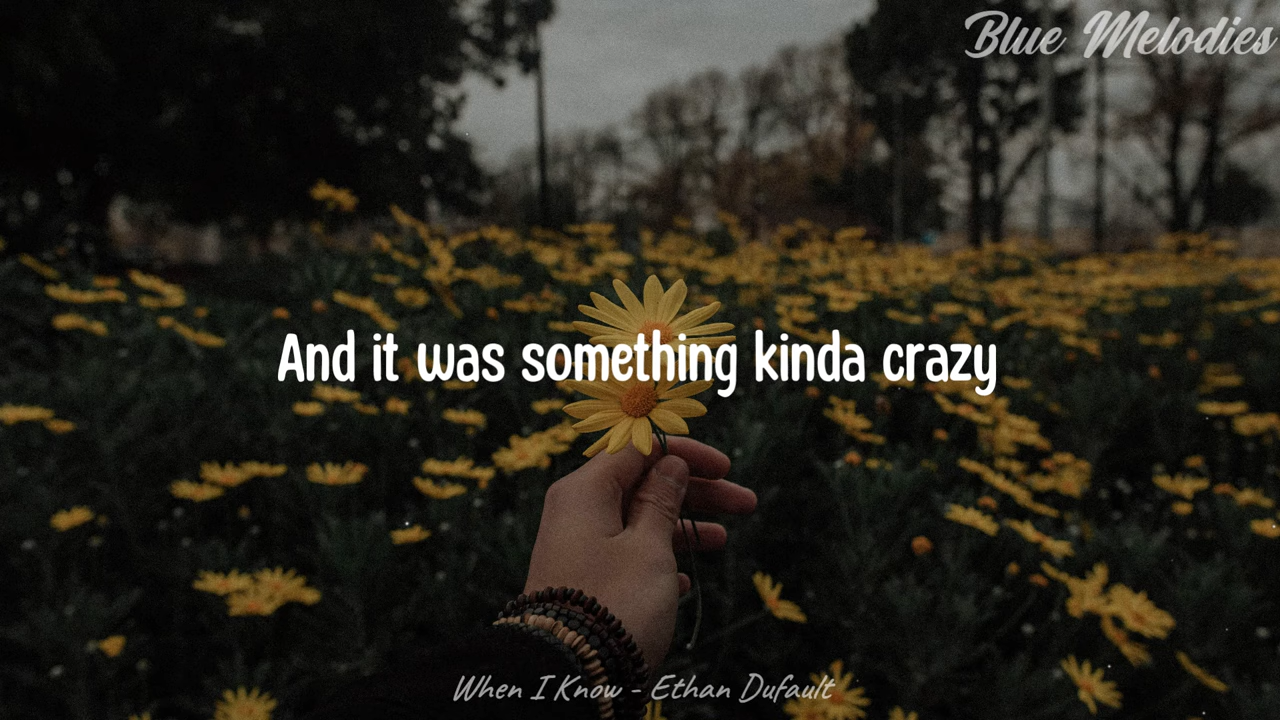 Blue Melodies
And it was something kinda crazy
When I Know - Ethan Dufault